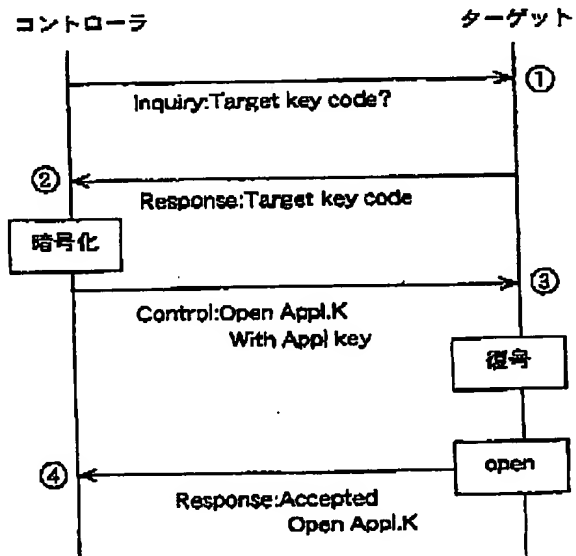 コントローラ
ターゲット
①
Inquiry:Target key code?
②
Response:Target key code
暗号化
③
Control:Open Appl.K
With Appl key
復号
open
④
Response:Accepted
Open Appl.K